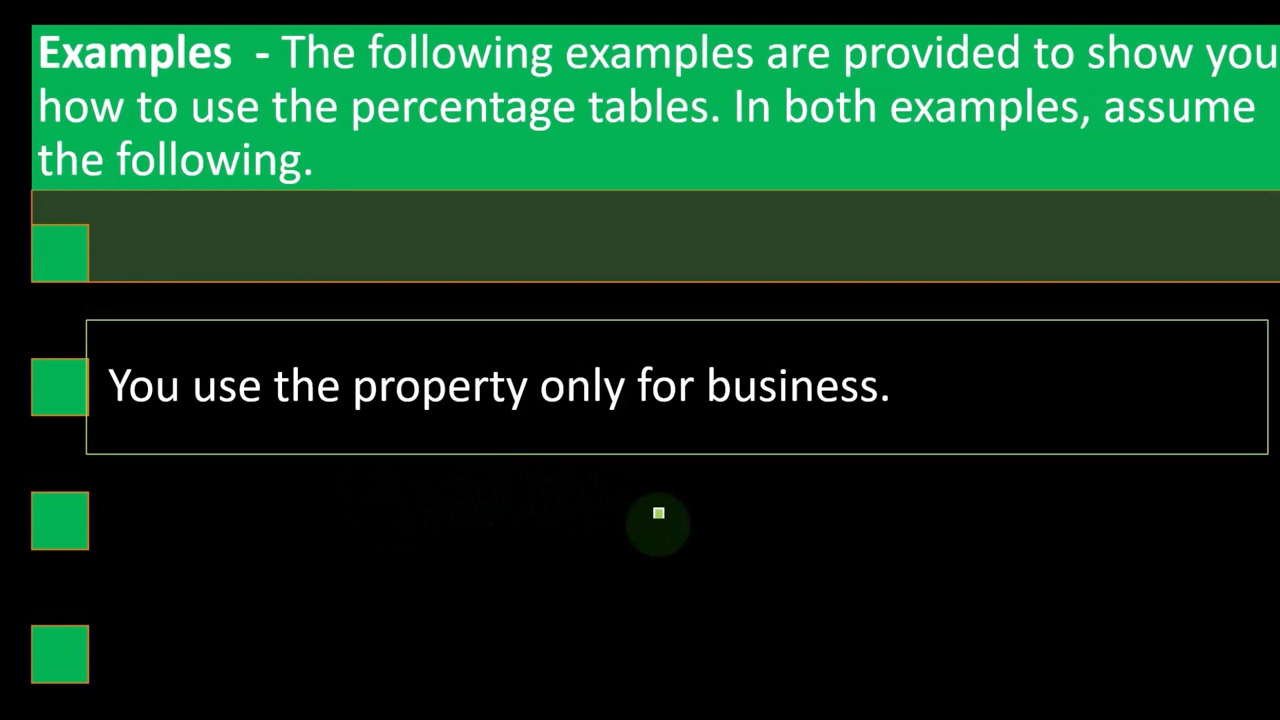 Examples - The following examples are provided to show you
how to use the percentage tables. In both examples, assume
the following.
You use the property only for business.